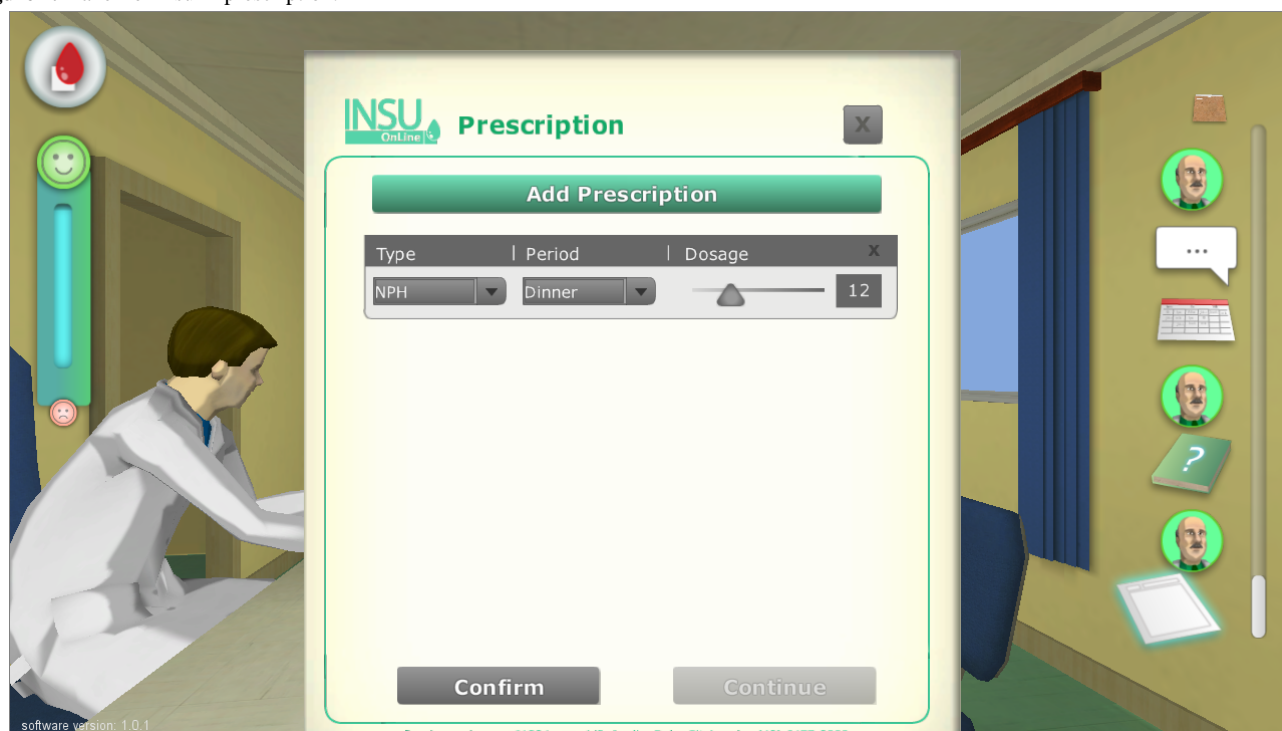 INSU
OnLine
Prescription
X
Add Prescription
Type | Period | Dosage X
NPH Dinner 12
...
?
Confirm Continue
software version: 1.0.1